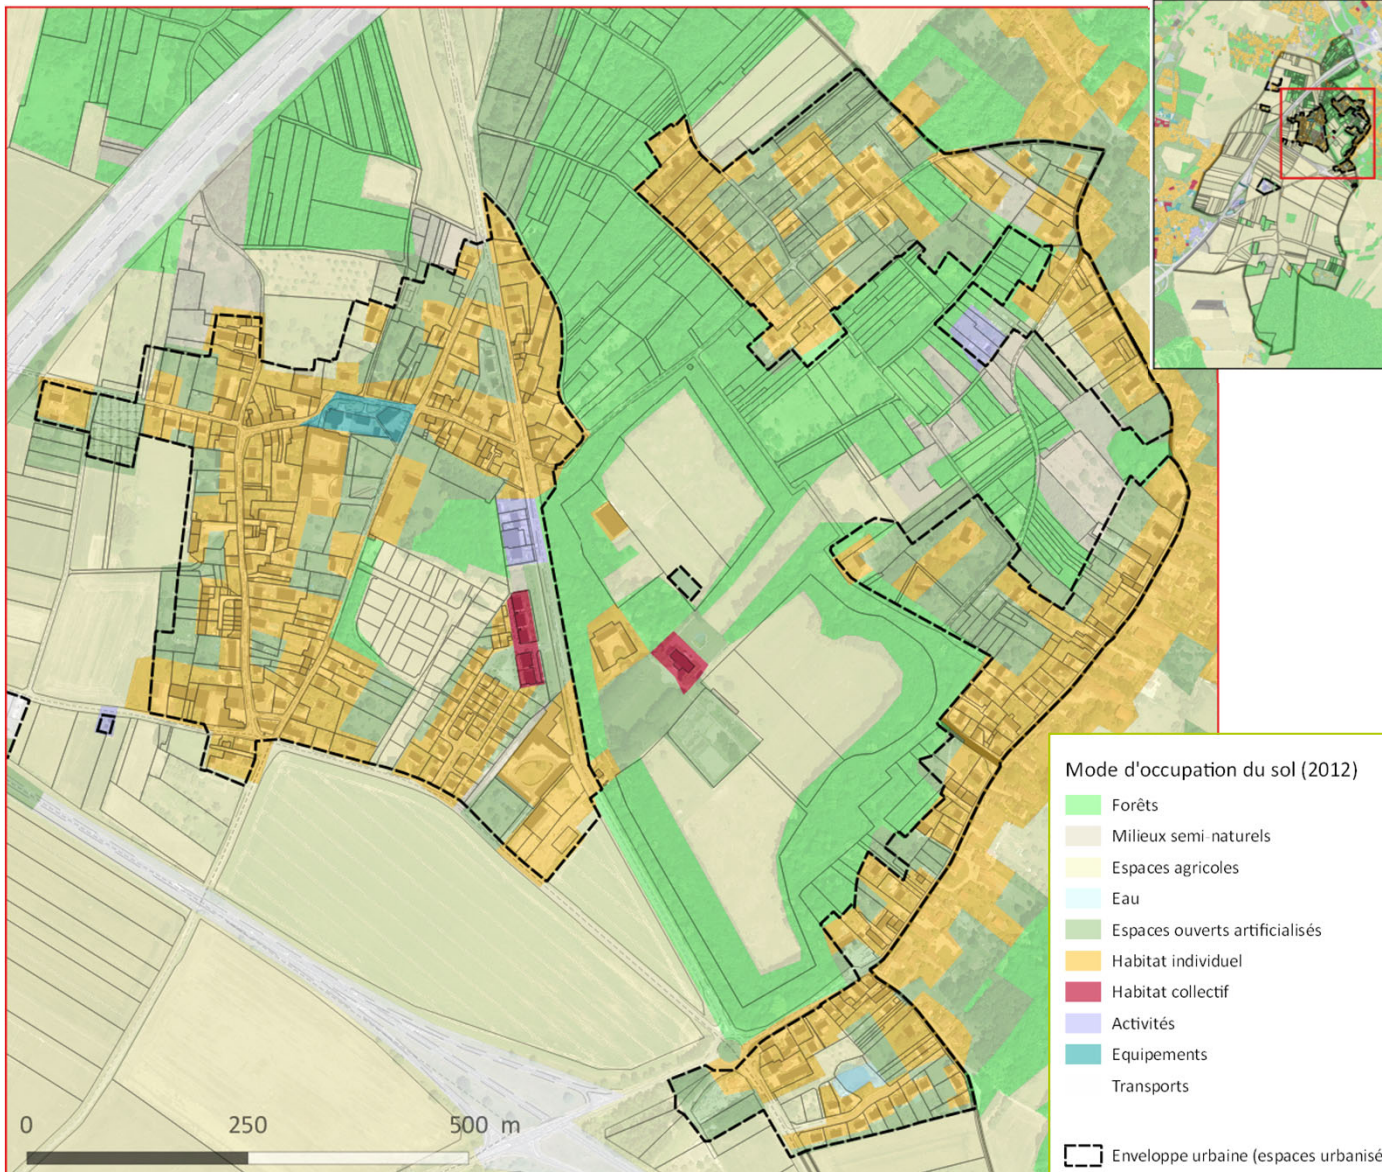 Mode d'occupation du sol (2012)
Forêts
Milieux semi-naturels
Espaces agricoles
Eau
Espaces ouverts artificialisés
Habitat individuel
Habitat collectif
Activités
Equipements
Transports
Enveloppe urbaine (espaces urbanisé
0 250 500 m